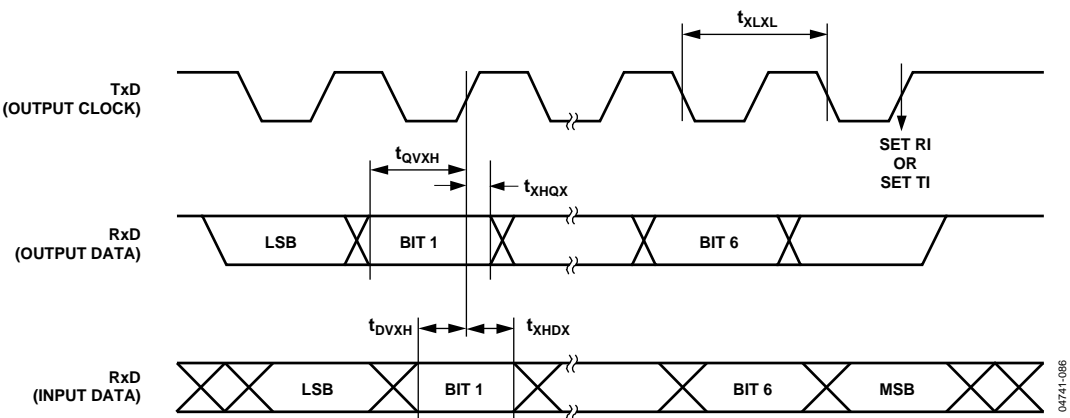 tXLXL
TxD
(OUTPUT CLOCK)
SET RI
OR
SET TI
tQVXH
tXHQX
RxD
(OUTPUT DATA)
LSB
BIT 1
BIT 6
tDVXH
tXHDX
RxD
(INPUT DATA)
LSB
BIT 1
BIT 6
MSB
04741-086